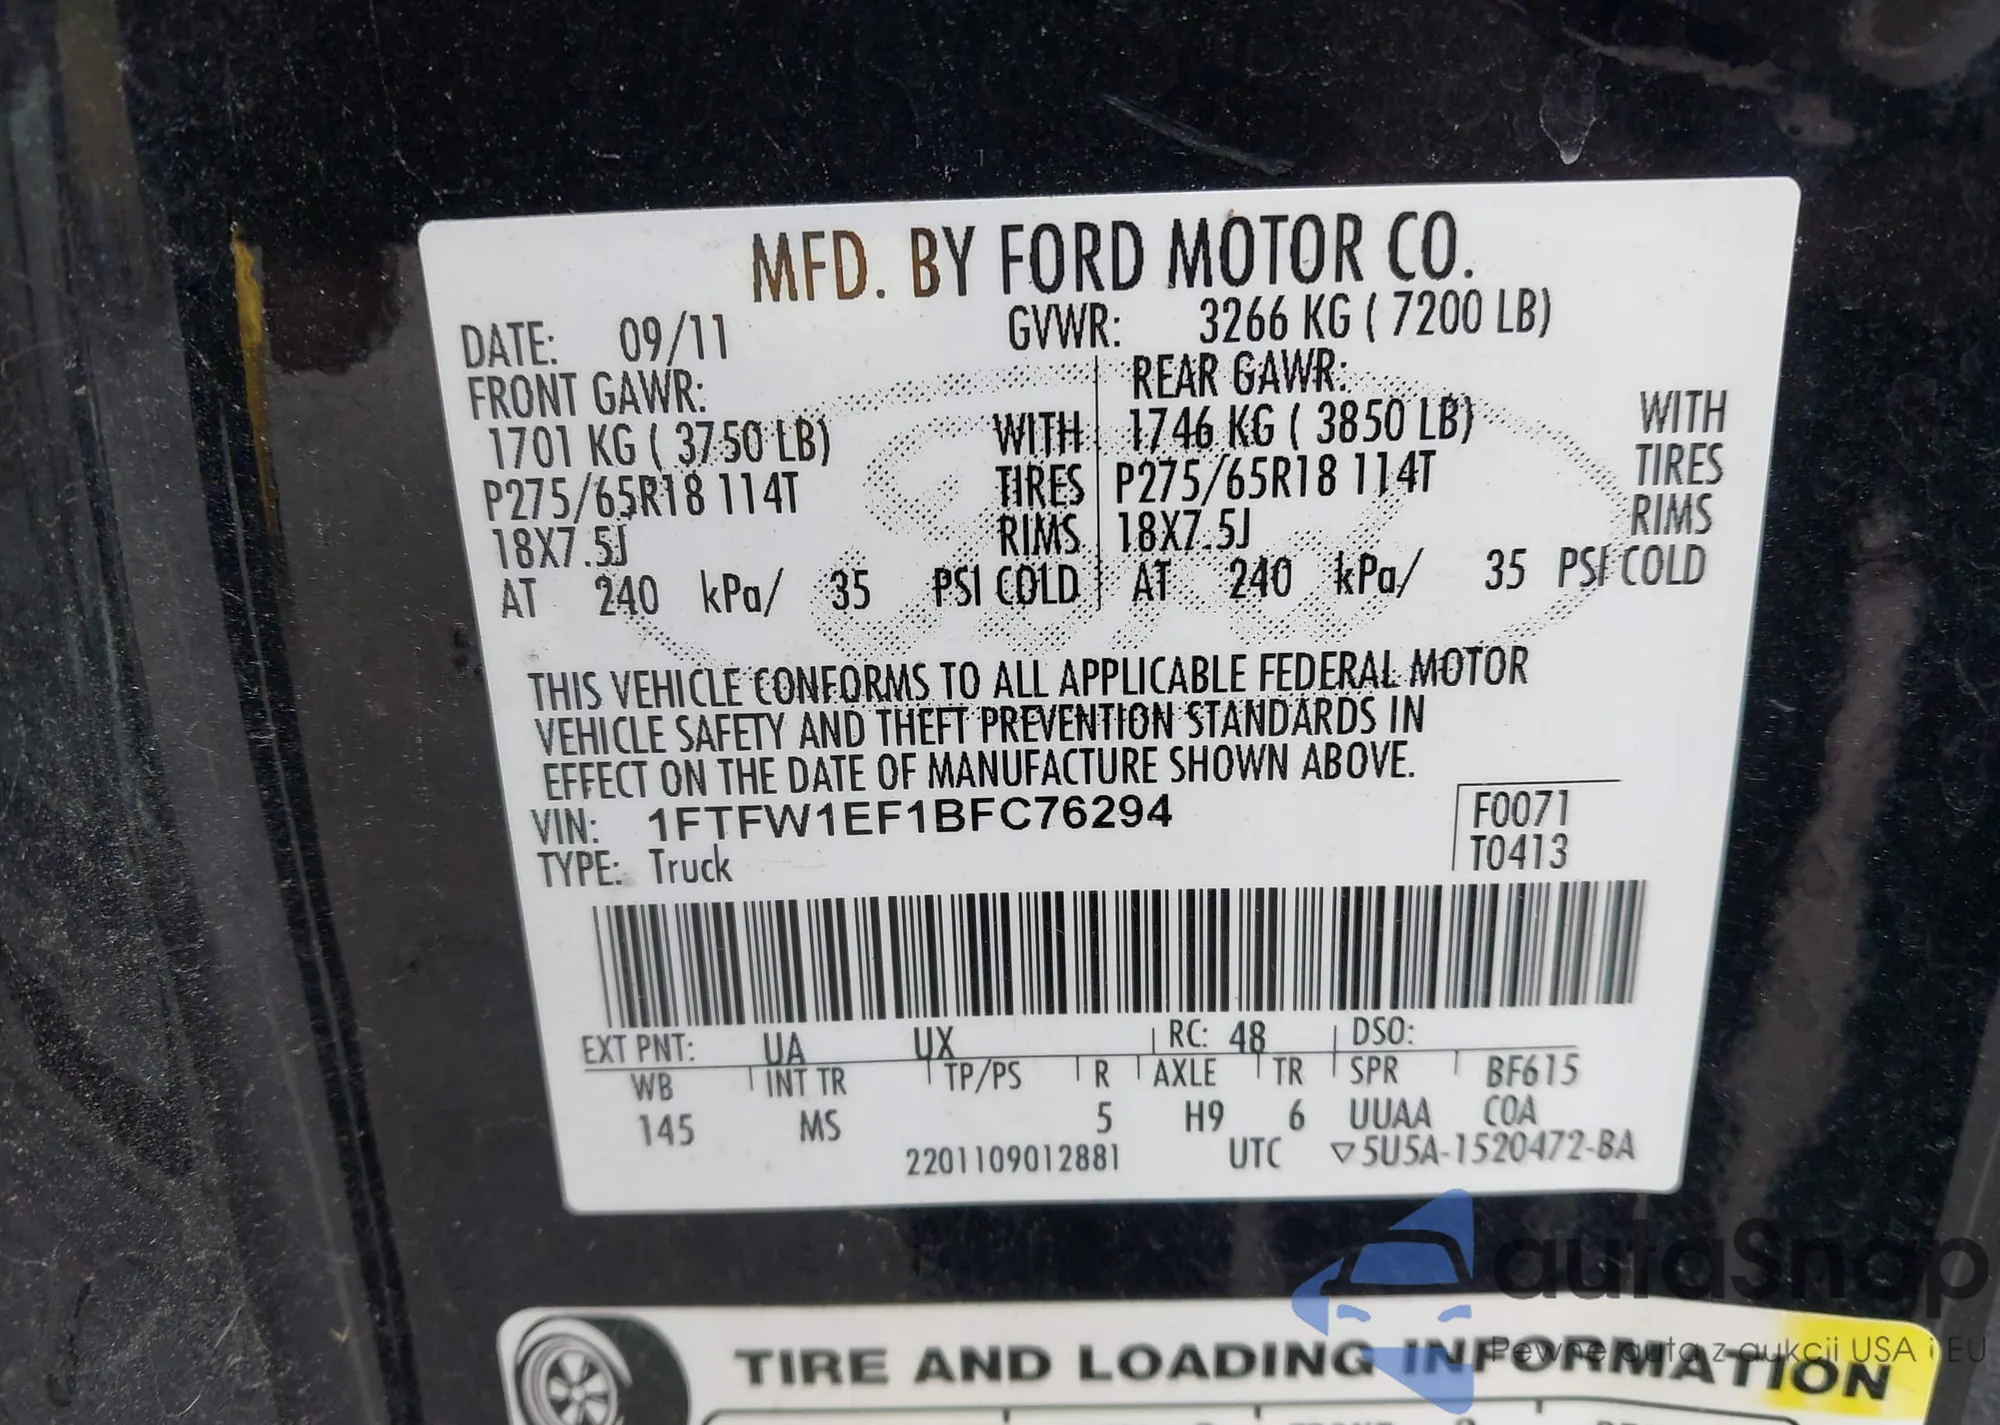 MFD. BY FORD MOTOR CO.
DATE: 09/11 GVWR: 3266 KG ( 7200 LB)
FRONT GAWR: REAR GAWR:
1701 KG ( 3750 LB) WITH 1746 KG ( 3850 LB) WITH
P275/65R18 114T TIRES P275/65R18 114T TIRES
18X7.5J RIMS 18X7.5J RIMS
AT 240 kPa/ 35 PSI COLD AT 240 kPa/ 35 PSI COLD
THIS VEHICLE CONFORMS TO ALL APPLICABLE FEDERAL MOTOR
VEHICLE SAFETY AND THEFT PREVENTION STANDARDS IN
EFFECT ON THE DATE OF MANUFACTURE SHOWN ABOVE.
VIN: 1FTFW1EF1BFC76294 F0071
TYPE: Truck T0413
EXT PNT: UA UX RC: 48 DSO:
WB INT TR TP/PS R AXLE TR SPR BF615
145 MS 5 H9 6 UUAA COA
2201109012881 UTC ▽5U5A-1520472-BA
autoSnap
Pewne auta z aukcji USA i EU
TIRE AND LOADING INFORMATION